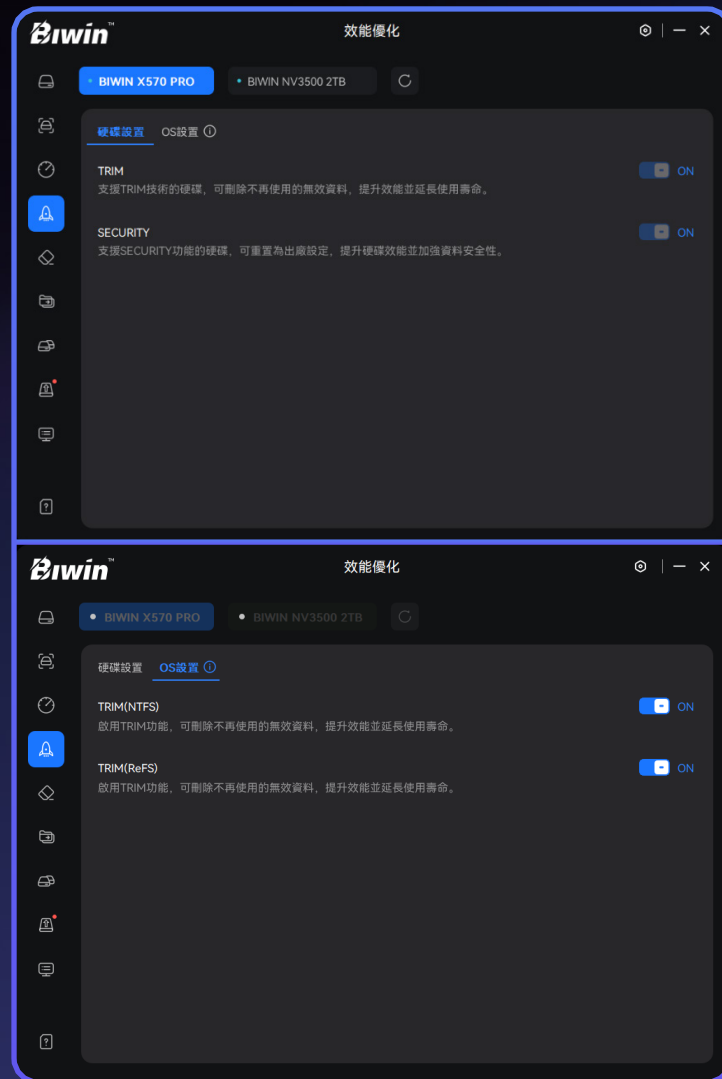 Biwin™
效能優化
BIWIN X570 PRO
BIWIN NV3500 2TB
硬碟設置
OS設置
TRIM
ON
支援TRIM技術的硬碟，可刪除不再使用的無效資料，提升效能並延長使用壽命。
SECURITY
ON
支援SECURITY功能的硬碟，可重置為出廠設定，提升硬碟效能並加強資料安全性。
Biwin™
效能優化
BIWIN X570 PRO
BIWIN NV3500 2TB
硬碟設置
OS設置
TRIM(NTFS)
ON
啟用TRIM功能，可刪除不再使用的無效資料，提升效能並延長使用壽命。
TRIM(ReFS)
ON
啟用TRIM功能，可刪除不再使用的無效資料，提升效能並延長使用壽命。